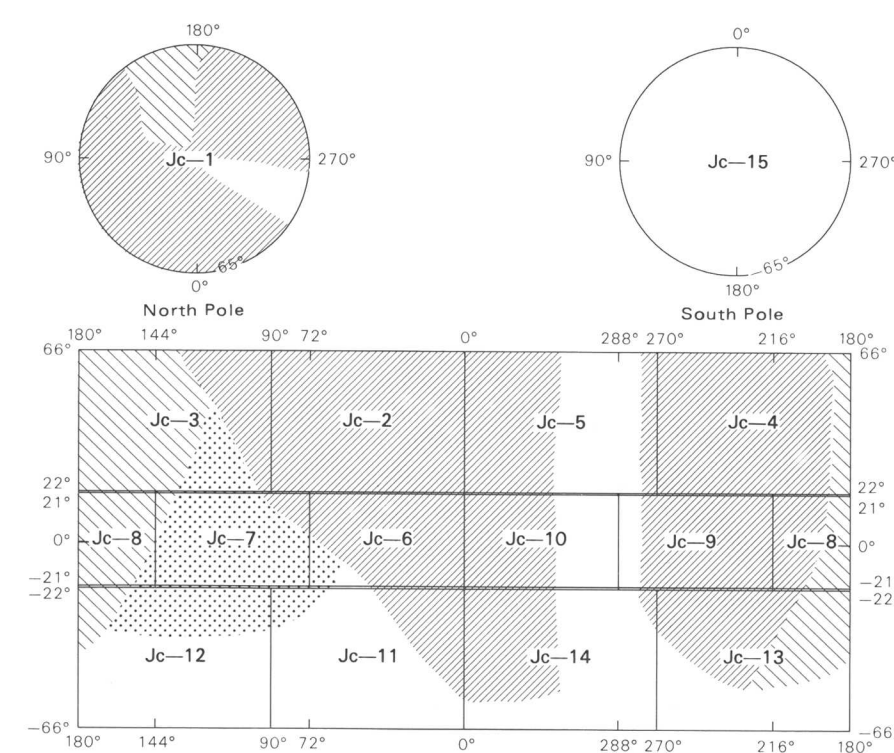 180° 0°
90° Jc—1 270° 90° Jc—15 270°
65° —65°
0° 180°
North Pole South Pole
180° 144° 90° 72° 0° 288° 270° 216° 180°
66° 66°
Jc—3 Jc—2 Jc—5 Jc—4
22° 22°
21° 21°
0° Jc—8 Jc—7 Jc—6 Jc—10 Jc—9 Jc—8 0°
—21° —21
—22° —22
Jc—12 Jc—11 Jc—14 Jc—13
—66° —66
180° 144° 90° 72° 0° 288° 270° 216° 180°